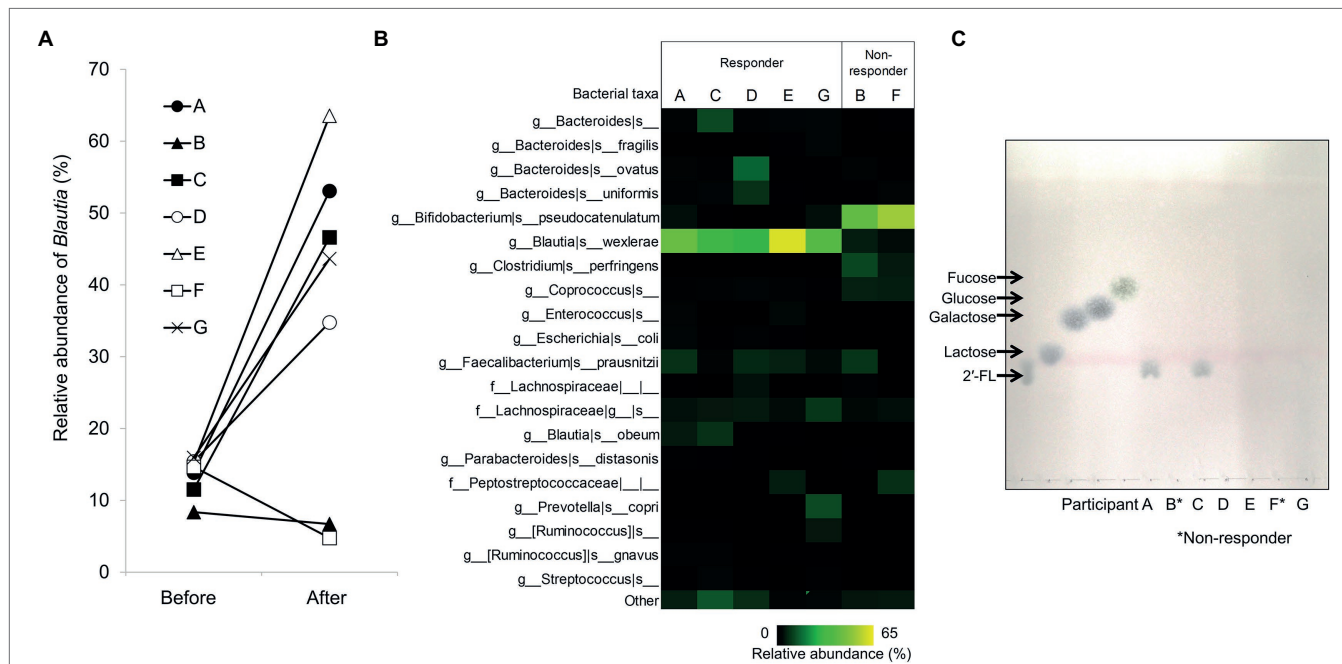 A
70
60
50
40
30
20
10
0
Relative abundance of Blautia (%)
A
B
C
D
E
F
G
Before
After
B
Responder
Non-
responder
Bacterial taxa
A C D E G B F
g__Bacteroides|s__
g__Bacteroides|s__fragilis
g__Bacteroides|s__ovatus
g__Bacteroides|s__uniformis
g__Bifidobacterium|s__pseudocatenulatum
g__Blautia|s__wexlerae
g__Clostridium|s__perfringens
g__Coprococcus|s__
g__Enterococcus|s__
g__Escherichia|s__coli
g__Faecalibacterium|s__prausnitzii
f__Lachnospiraceae|__|__
f__Lachnospiraceae|g__|s__
g__Blautia|s__obeum
g__Parabacteroides|s__distasonis
f__Peptostreptococcaceae|__|__
g__Prevotella|s__copri
g__[Ruminococcus]|s__
g__[Ruminococcus]|s__gnavus
g__Streptococcus|s__
Other
0 65
Relative abundance (%)
C
Fucose
Glucose
Galactose
Lactose
2′-FL
Participant A B* C D E F* G
*Non-responder